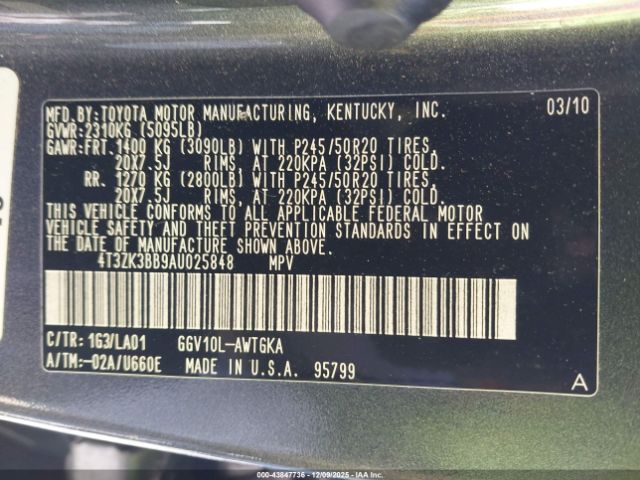 MFD.BY:TOYOTA MOTOR MANUFACTURING, KENTUCKY, INC. 03/10
GVWR:2310KG (5095LB)
GAWR:FRT. 1400 KG (3090LB) WITH P245/50R20 TIRES,
20X7.5J RIMS, AT 220KPA (32PSI) COLD.
RR. 1270 KG (2800LB) WITH P245/50R20 TIRES,
20X7.5J RIMS, AT 220KPA (32PSI) COLD.
THIS VEHICLE CONFORMS TO ALL APPLICABLE FEDERAL MOTOR
VEHICLE SAFETY AND THEFT PREVENTION STANDARDS IN EFFECT ON
THE DATE OF MANUFACTURE SHOWN ABOVE.
4T3ZK3BB9AU025848 MPV
C/TR: 1G3/LA01 GGV10L-AWTGKA
A/TM:-02A/U660E MADE IN U.S.A. 95799 A
000-43847736 - 12/09/2025 - IAA Inc.